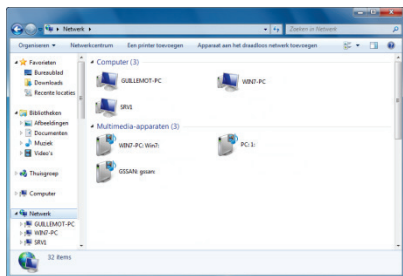 Netwerk
Zoeken in Netwerk
Organiseren
Netwerkcentrum
Een printer toevoegen
Apparaat aan het draadloos netwerk toevoegen
Favorieten
Bureaublad
Downloads
Recente locaties
Bibliotheken
Afbeeldingen
Documenten
Muziek
Video's
Thuisgroep
Computer
Netwerk
GUILLEMOT-PC
WIN7-PC
SRV1
Computer (3)
GUILLEMOT-PC
WIN7-PC
SRV1
Multimedia-apparaten (3)
WIN7-PC: Win7:
PC: 1:
GSSAN: gssan:
32 items